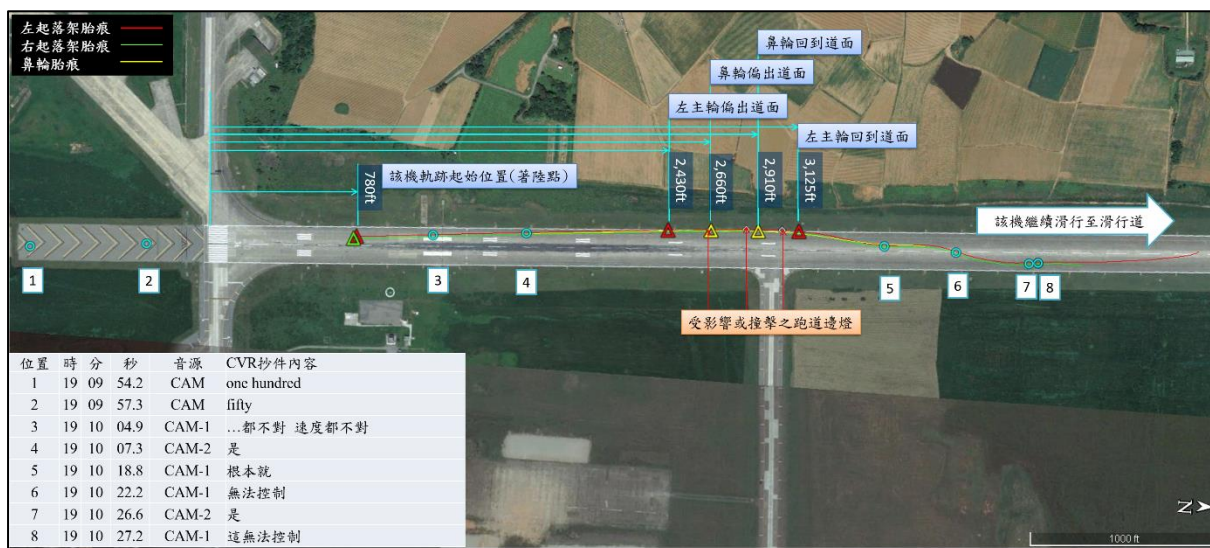 左起落架胎痕
右起落架胎痕
鼻輪胎痕
鼻輪回到道面
鼻輪偏出道面
左主輪偏出道面
左主輪回到道面
該機軌跡起始位置(著陸點)
780ft
2,430ft
2,660ft
2,910ft
3,125ft
該機繼續滑行至滑行道
1
2
3
4
5
6
7
8
受影響或撞擊之跑道邊燈
位置 時 分 秒 音源 CVR抄件內容
1 19 09 54.2 CAM one hundred
2 19 09 57.3 CAM fifty
3 19 10 04.9 CAM-1 …都不對 速度都不對
4 19 10 07.3 CAM-2 是
5 19 10 18.8 CAM-1 根本就
6 19 10 22.2 CAM-1 無法控制
7 19 10 26.6 CAM-2 是
8 19 10 27.2 CAM-1 這無法控制
N
1000 ft